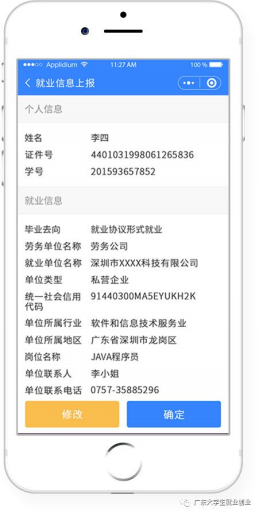 Applidium 11:27 AM 100 %
就业信息上报
个人信息
姓名 李四
证件号 4401031998061265836
学号 201593657852
就业信息
毕业去向 就业协议形式就业
劳务单位名称 劳务公司
就业单位名称 深圳市XXXX科技有限公司
单位类型 私营企业
统一社会信用 91440300MA5EYUKH2K
代码
单位所属行业 软件和信息技术服务业
单位所属地区 广东省深圳市龙岗区
岗位名称 JAVA程序员
单位联系人 李小姐
单位联系电话 0757-35885296
修改 确定
广东大学生就业创业